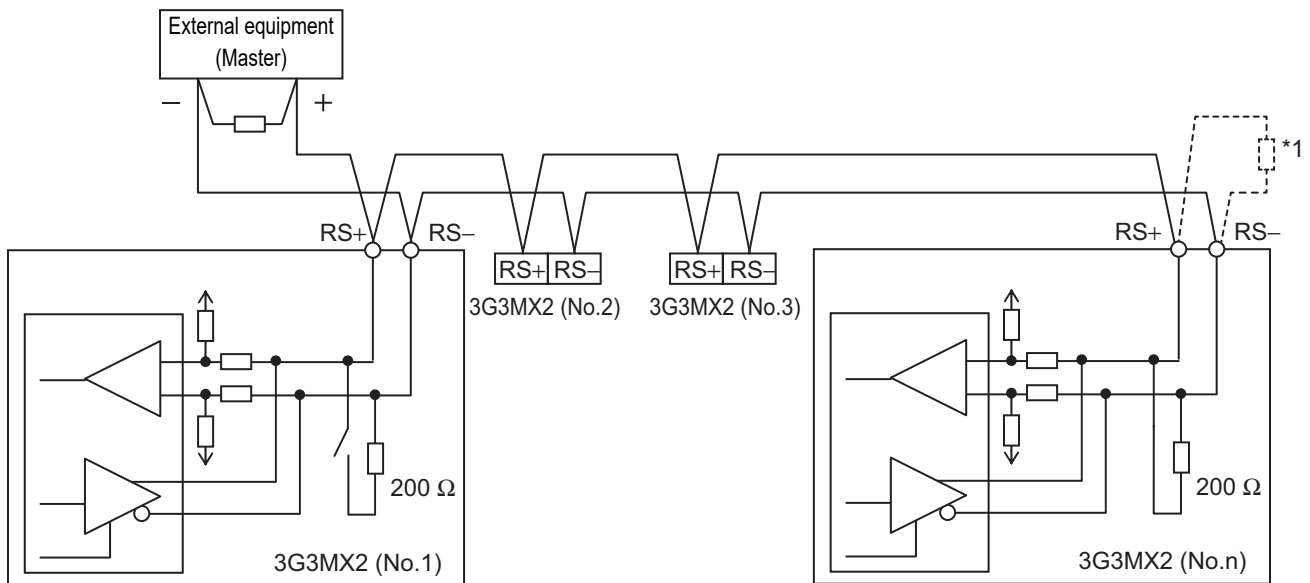 External equipment
(Master)
− +
*1
RS+ RS−
RS+ RS−
RS+ RS−
RS+ RS−
3G3MX2 (No.2)
3G3MX2 (No.3)
200 Ω
200 Ω
3G3MX2 (No.1)
3G3MX2 (No.n)